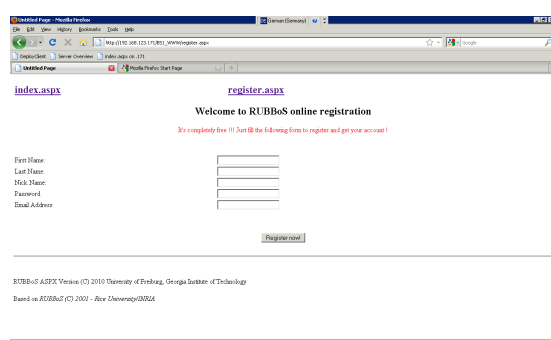 Untitled Page - Mozilla Firefox
DE German (Germany)
File Edit View History Bookmarks Tools Help
http://192.168.123.171/EB1_WWW/register.aspx
Google
DeployClient Server Overview index.aspx on .171
Untitled Page
Mozilla Firefox Start Page
index.aspx register.aspx
Welcome to RUBBoS online registration
It's completely free !!! Just fill the following form to register and get your account !
First Name:
Last Name:
Nick Name:
Password
Email Address:
Register now!
RUBBoS ASPX Version (C) 2010 University of Freiburg, Georgia Institute of Technology
Based on RUBBoS (C) 2001 - Rice University/INRIA